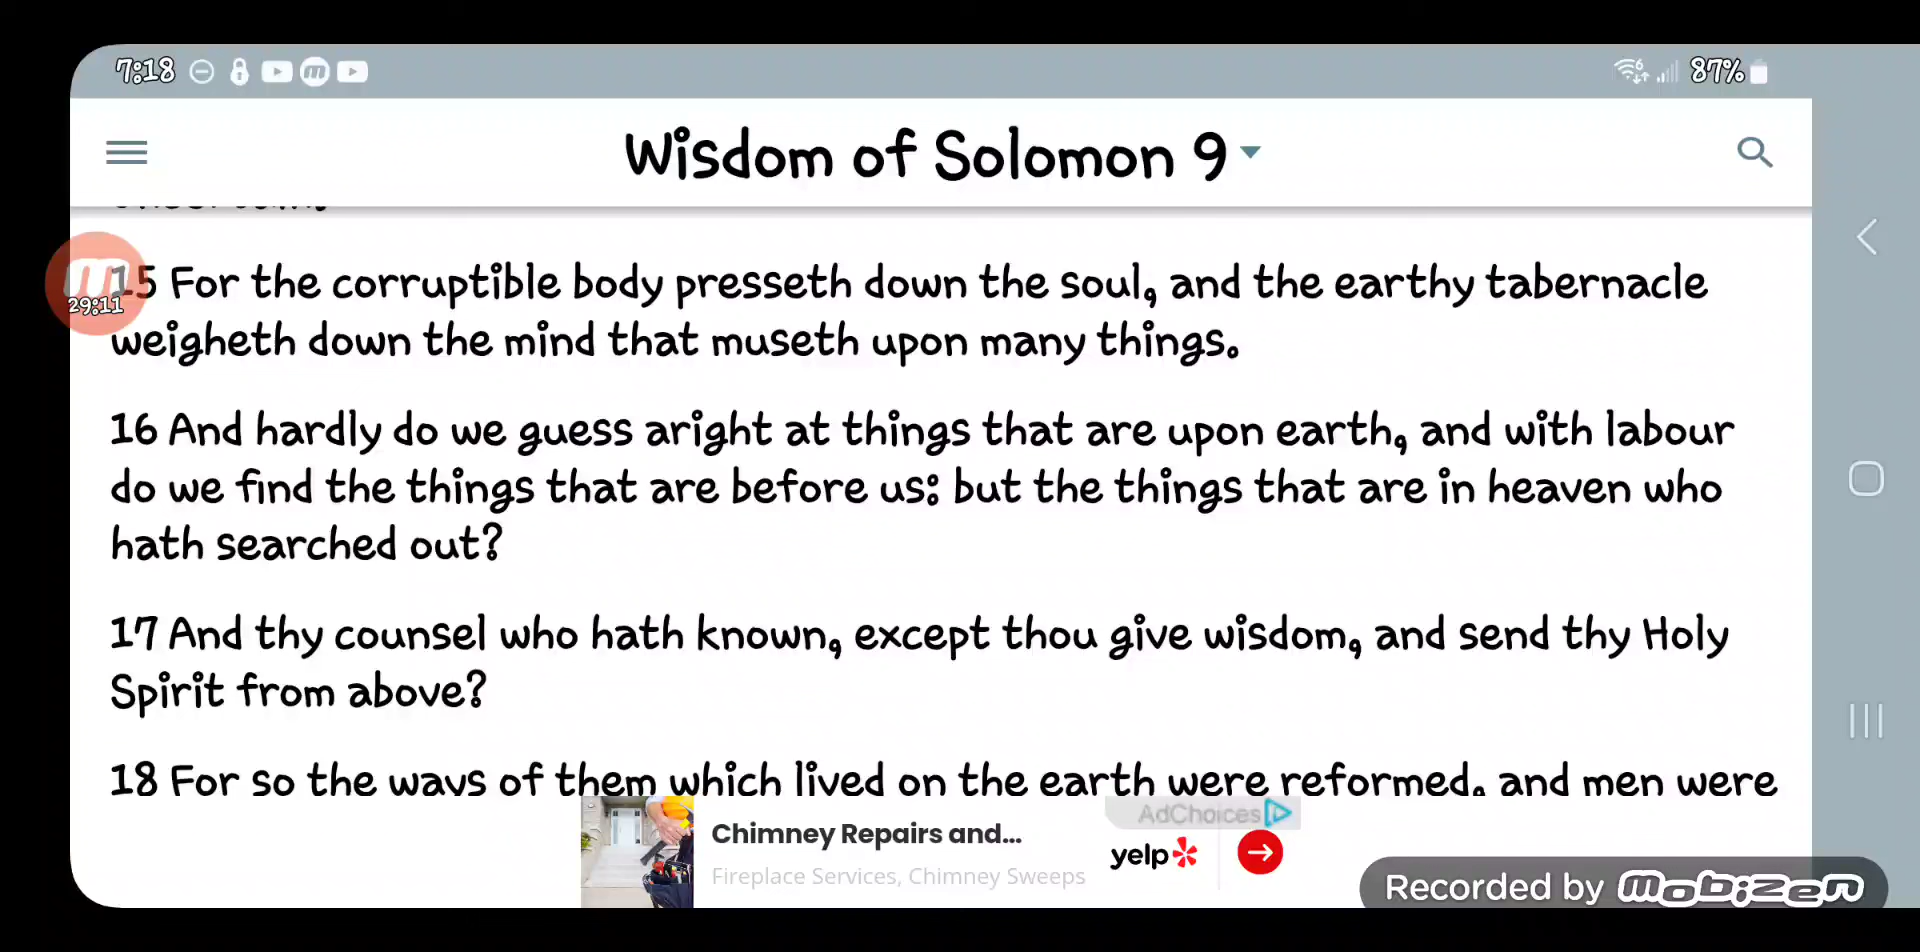 7:18
87%
Wisdom of Solomon 9
15 For the corruptible body presseth down the soul, and the earthy tabernacle
29:11
weigheth down the mind that museth upon many things.
16 And hardly do we guess aright at things that are upon earth, and with labour
do we find the things that are before us: but the things that are in heaven who
hath searched out?
17 And thy counsel who hath known, except thou give wisdom, and send thy Holy
Spirit from above?
18 For so the ways of them which lived on the earth were reformed, and men were
AdChoices
Chimney Repairs and...
yelp
Fireplace Services, Chimney Sweeps
Recorded by mobizen